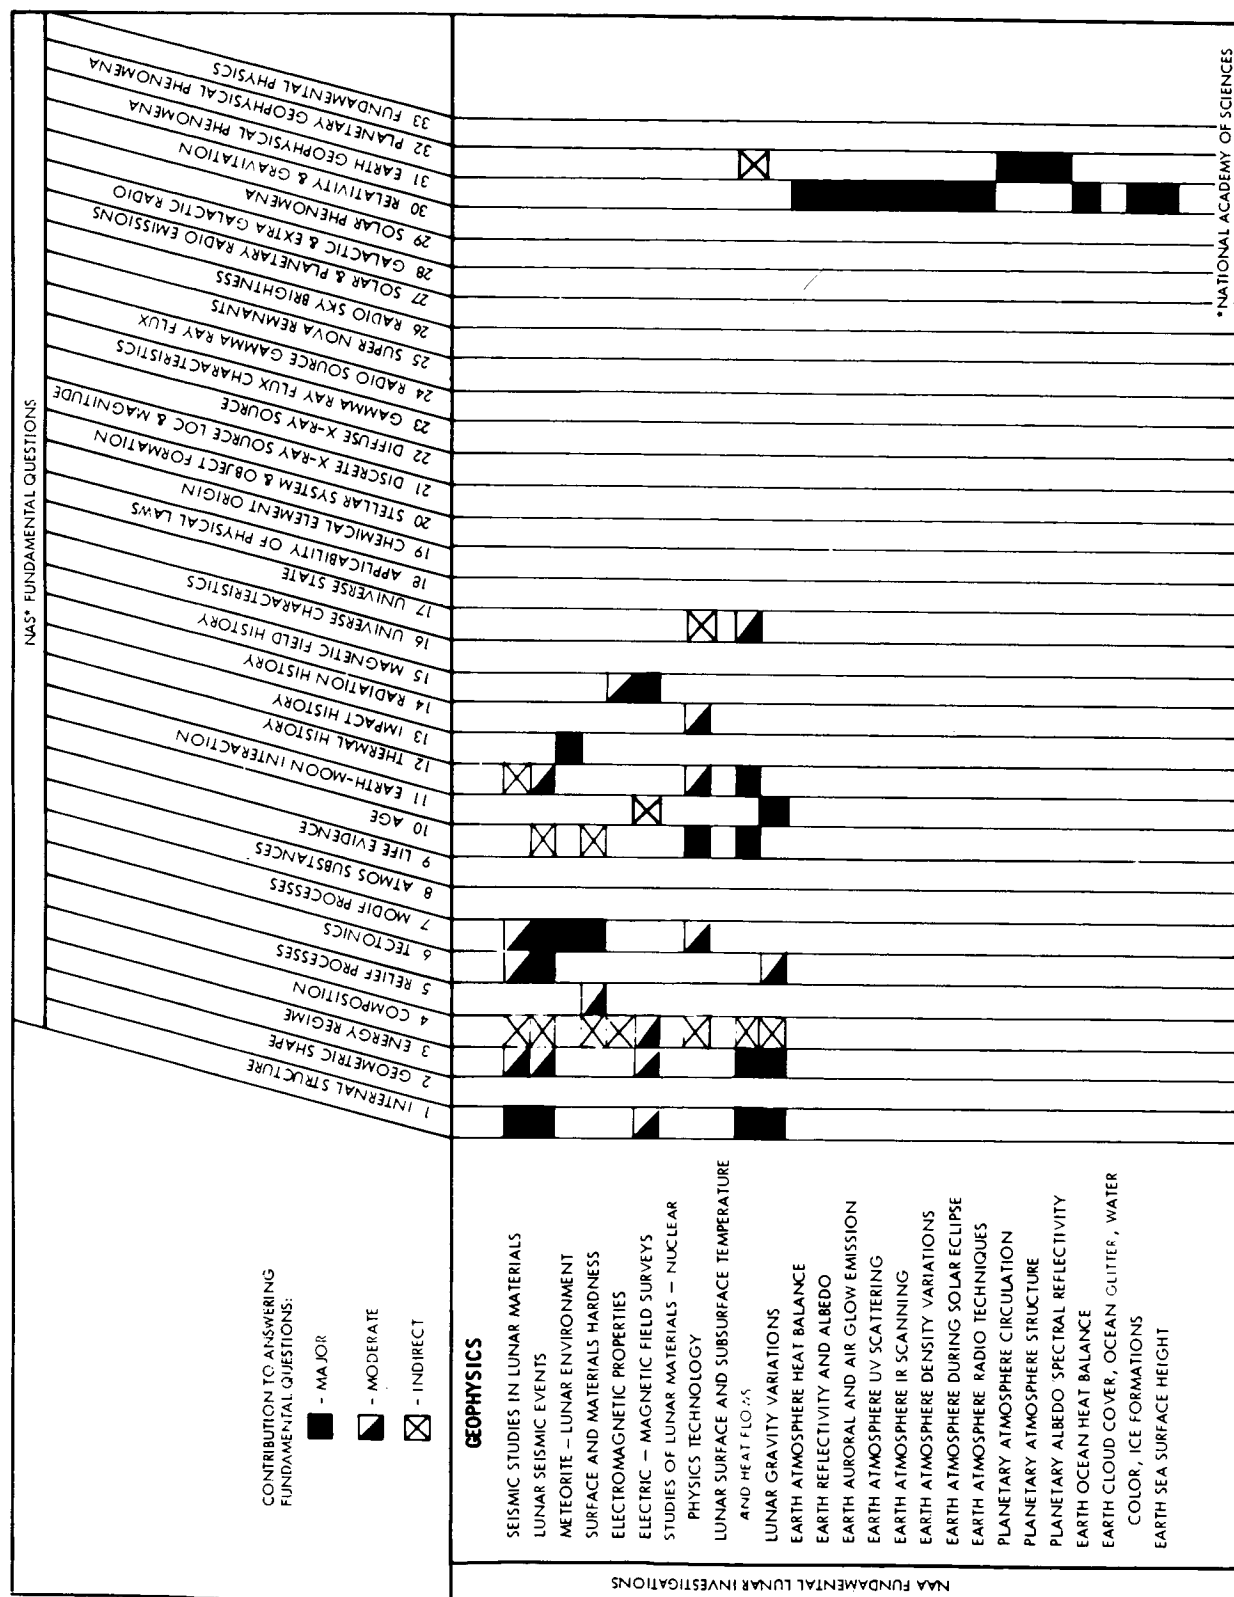 NAS* FUNDAMENTAL QUESTIONS
1 INTERNAL STRUCTURE
2 GEOMETRIC SHAPE
3 ENERGY REGIME
4 COMPOSITION
5 RELIEF PROCESSES
6 TECTONICS
7 MODIF PROCESSES
8 ATMOS SUBSTANCES
9 LIFE EVIDENCE
10 AGE
11 EARTH-MOON INTERACTION
12 THERMAL HISTORY
13 IMPACT HISTORY
14 RADIATION HISTORY
15 MAGNETIC FIELD HISTORY
16 UNIVERSE CHARACTERISTICS
17 UNIVERSE STATE
18 APPLICABILITY OF PHYSICAL LAWS
19 CHEMICAL ELEMENT ORIGIN
20 STELLAR SYSTEM & OBJECT FORMATION
21 DISCRETE X-RAY SOURCE LOC & MAGNITUDE
22 DIFFUSE X-RAY SOURCE
23 GAMMA RAY FLUX CHARACTERISTICS
24 RADIO SOURCE GAMMA RAY FLUX
25 SUPER NOVA REMNANTS
26 RADIO SKY BRIGHTNESS
27 SOLAR & PLANETARY RADIO EMISSIONS
28 GALACTIC & EXTRA GALACTIC RADIO
29 SOLAR PHENOMENA
30 RELATIVITY & GRAVITATION
31 EARTH GEOPHYSICAL PHENOMENA
32 PLANETARY GEOPHYSICAL PHENOMENA
33 FUNDAMENTAL PHYSICS
CONTRIBUTION TO ANSWERING
FUNDAMENTAL QUESTIONS:
- MAJOR
- MODERATE
- INDIRECT
GEOPHYSICS
SEISMIC STUDIES IN LUNAR MATERIALS
LUNAR SEISMIC EVENTS
METEORITE – LUNAR ENVIRONMENT
SURFACE AND MATERIALS HARDNESS
ELECTROMAGNETIC PROPERTIES
ELECTRIC – MAGNETIC FIELD SURVEYS
STUDIES OF LUNAR MATERIALS – NUCLEAR
PHYSICS TECHNOLOGY
LUNAR SURFACE AND SUBSURFACE TEMPERATURE
AND HEAT FLOWS
LUNAR GRAVITY VARIATIONS
EARTH ATMOSPHERE HEAT BALANCE
EARTH REFLECTIVITY AND ALBEDO
EARTH AURORAL AND AIR GLOW EMISSION
EARTH ATMOSPHERE UV SCATTERING
EARTH ATMOSPHERE IR SCANNING
EARTH ATMOSPHERE DENSITY VARIATIONS
EARTH ATMOSPHERE DURING SOLAR ECLIPSE
EARTH ATMOSPHERE RADIO TECHNIQUES
PLANETARY ATMOSPHERE CIRCULATION
PLANETARY ATMOSPHERE STRUCTURE
PLANETARY ALBEDO SPECTRAL REFLECTIVITY
EARTH OCEAN HEAT BALANCE
EARTH CLOUD COVER, OCEAN GLITTER, WATER
COLOR, ICE FORMATIONS
EARTH SEA SURFACE HEIGHT
NAA FUNDAMENTAL LUNAR INVESTIGATIONS
*NATIONAL ACADEMY OF SCIENCES